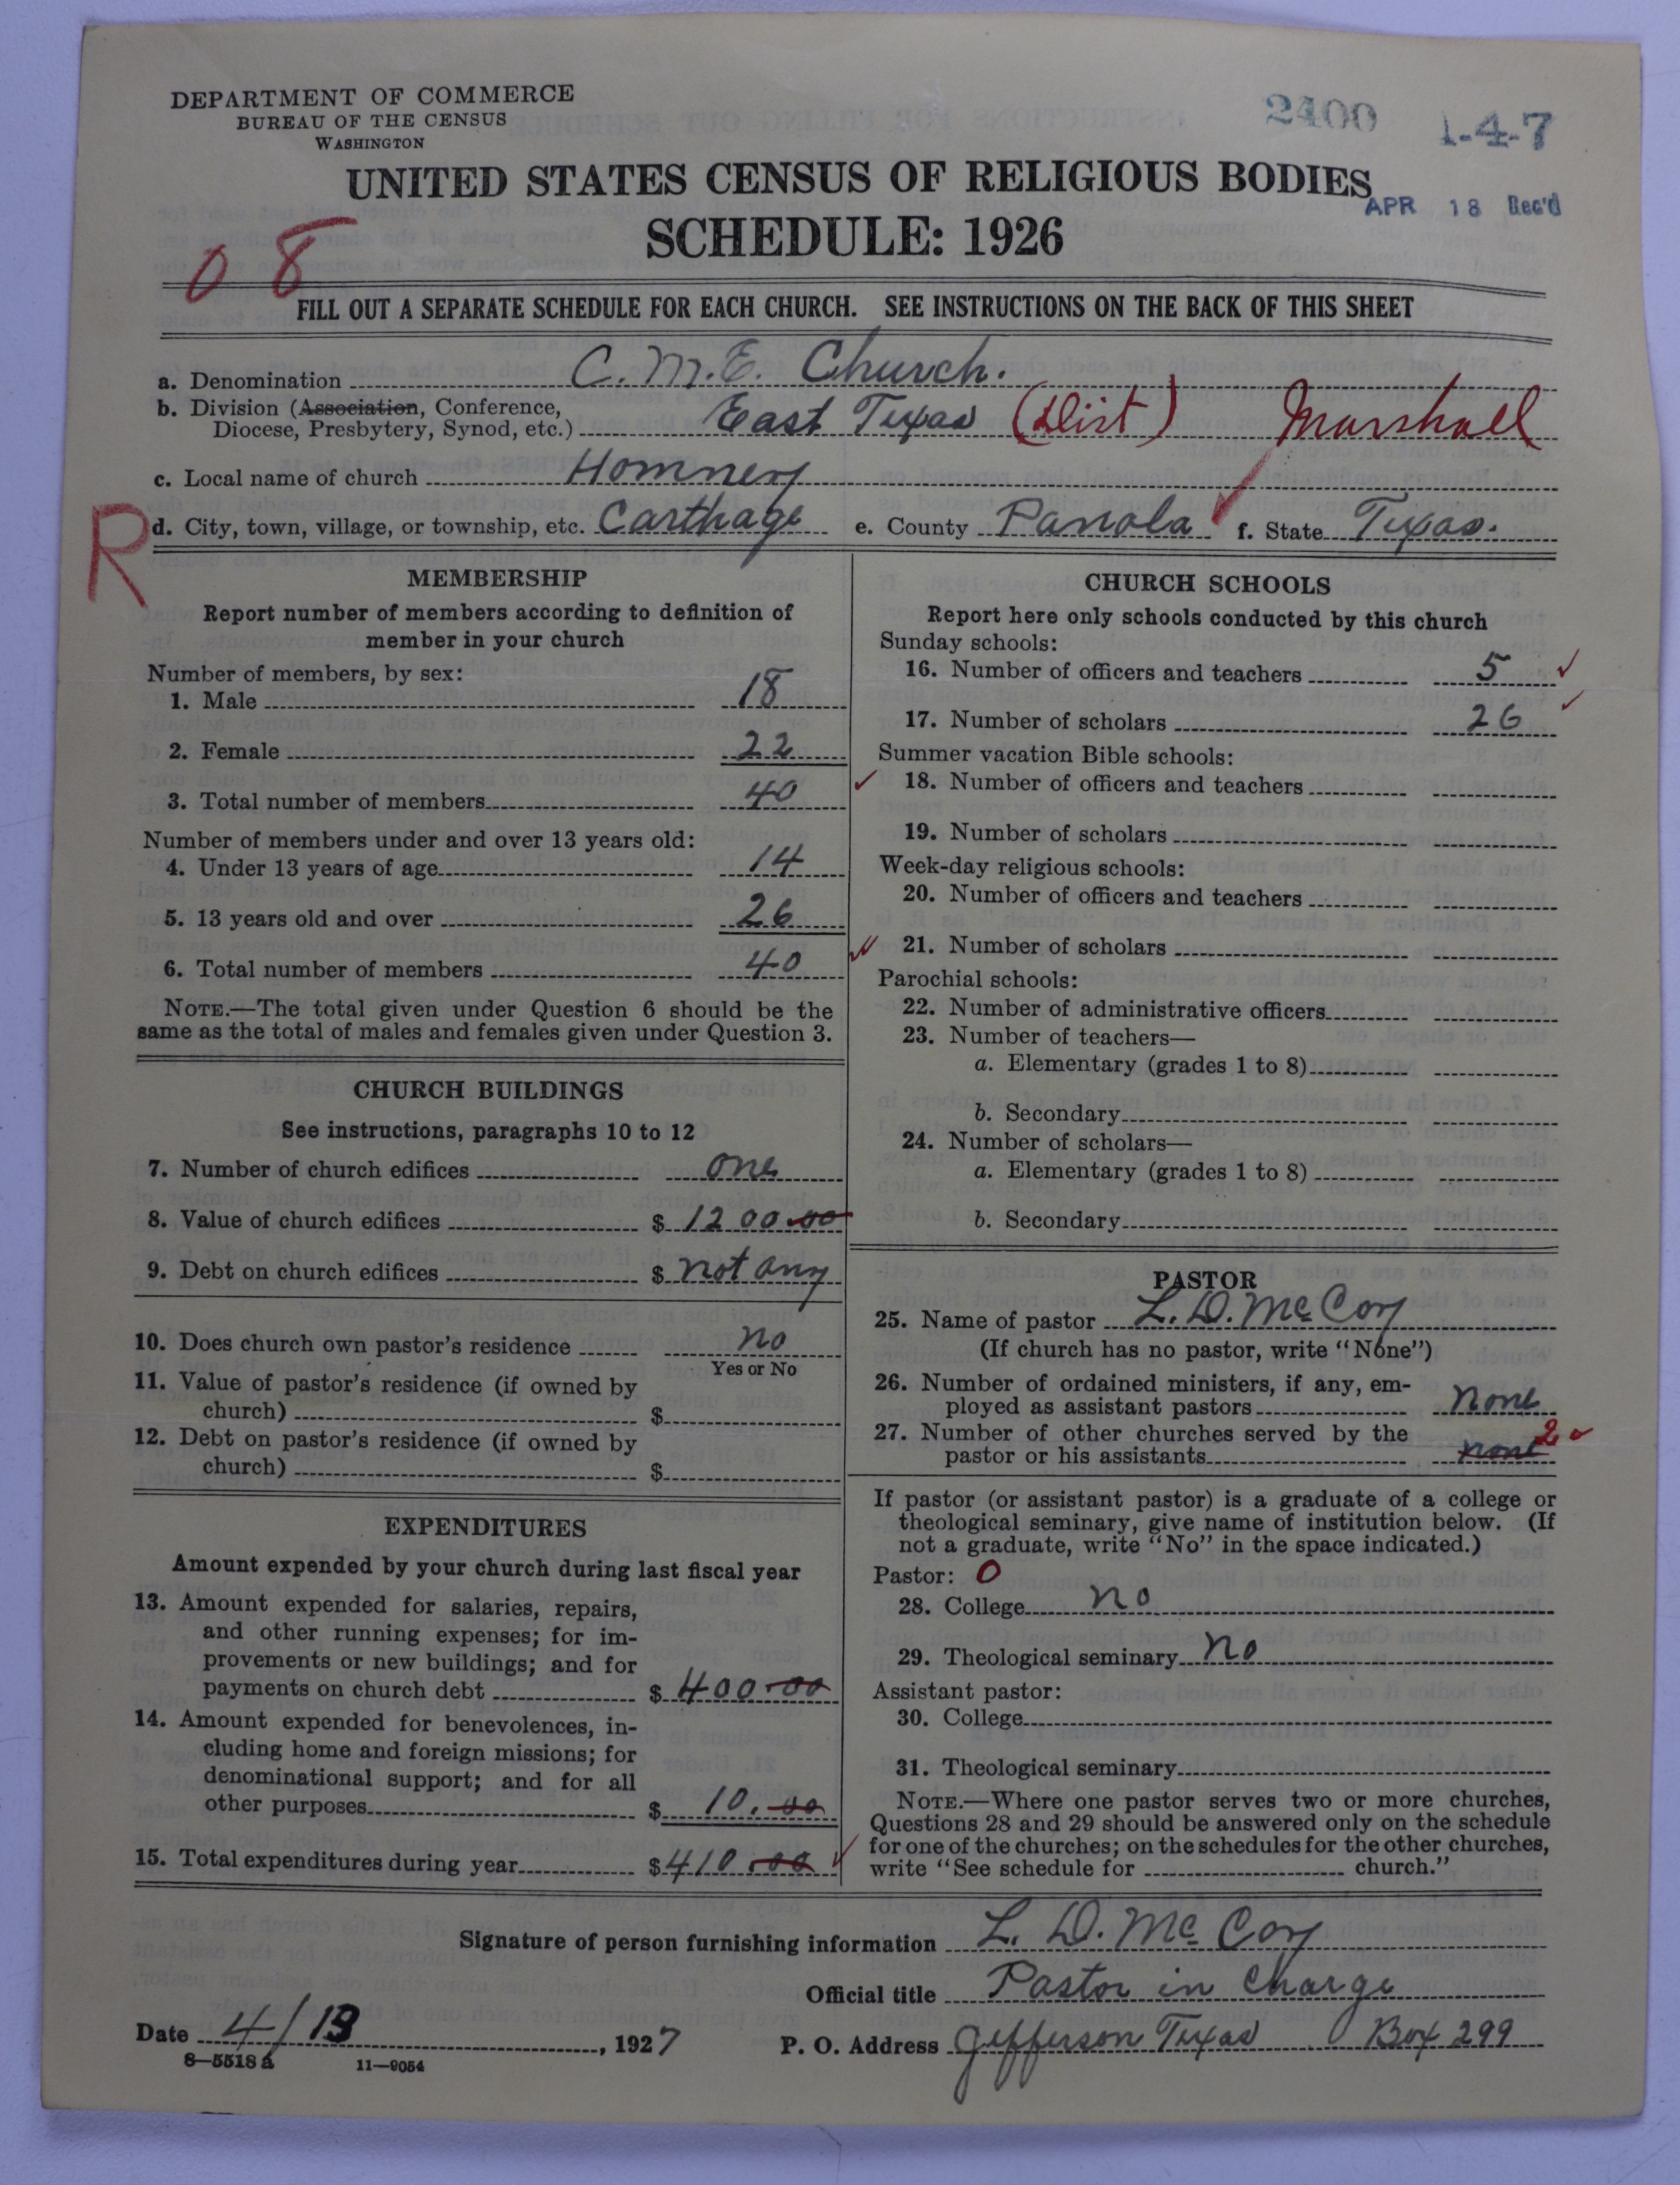 DEPARTMENT OF COMMERCE
BUREAU OF THE CENSUS
WASHINGTON
2400
1-4-7
UNITED STATES CENSUS OF RELIGIOUS BODIES
APR 18 Rec'd
SCHEDULE: 1926
08
FILL OUT A SEPARATE SCHEDULE FOR EACH CHURCH. SEE INSTRUCTIONS ON THE BACK OF THIS SHEET
a. Denomination C. M. E. Church.
b. Division (Association, Conference, Diocese, Presbytery, Synod, etc.) East Texas (Dist) Marshall
c. Local name of church Homney
R
d. City, town, village, or township, etc. Carthage e. County Panola f. State Texas.
MEMBERSHIP
Report number of members according to definition of
member in your church
Number of members, by sex:
1. Male 18
2. Female 22
3. Total number of members 40
Number of members under and over 13 years old:
4. Under 13 years of age 14
5. 13 years old and over 26
6. Total number of members 40
NOTE.—The total given under Question 6 should be the
same as the total of males and females given under Question 3.
CHURCH BUILDINGS
See instructions, paragraphs 10 to 12
7. Number of church edifices one
8. Value of church edifices $ 1200.00
9. Debt on church edifices $ not any
10. Does church own pastor's residence no
Yes or No
11. Value of pastor's residence (if owned by
church) $
12. Debt on pastor's residence (if owned by
church) $
EXPENDITURES
Amount expended by your church during last fiscal year
13. Amount expended for salaries, repairs,
and other running expenses; for im-
provements or new buildings; and for
payments on church debt $ 400.00
14. Amount expended for benevolences, in-
cluding home and foreign missions; for
denominational support; and for all
other purposes $ 10.00
15. Total expenditures during year $ 410.00
CHURCH SCHOOLS
Report here only schools conducted by this church
Sunday schools:
16. Number of officers and teachers 5
17. Number of scholars 26
Summer vacation Bible schools:
18. Number of officers and teachers
19. Number of scholars
Week-day religious schools:
20. Number of officers and teachers
21. Number of scholars
Parochial schools:
22. Number of administrative officers
23. Number of teachers—
a. Elementary (grades 1 to 8)
b. Secondary
24. Number of scholars—
a. Elementary (grades 1 to 8)
b. Secondary
PASTOR
25. Name of pastor L. D. McCoy
(If church has no pastor, write "None")
26. Number of ordained ministers, if any, em-
ployed as assistant pastors none
27. Number of other churches served by the
pastor or his assistants none 2
If pastor (or assistant pastor) is a graduate of a college or
theological seminary, give name of institution below. (If
not a graduate, write "No" in the space indicated.)
Pastor: 0
28. College no
29. Theological seminary no
Assistant pastor:
30. College
31. Theological seminary
NOTE.—Where one pastor serves two or more churches,
Questions 28 and 29 should be answered only on the schedule
for one of the churches; on the schedules for the other churches,
write "See schedule for church."
Signature of person furnishing information L. D. McCoy
Official title Pastor in Charge
Date 4/13, 1927 P. O. Address Jefferson Texas Box 299
8—5518 a 11—9054